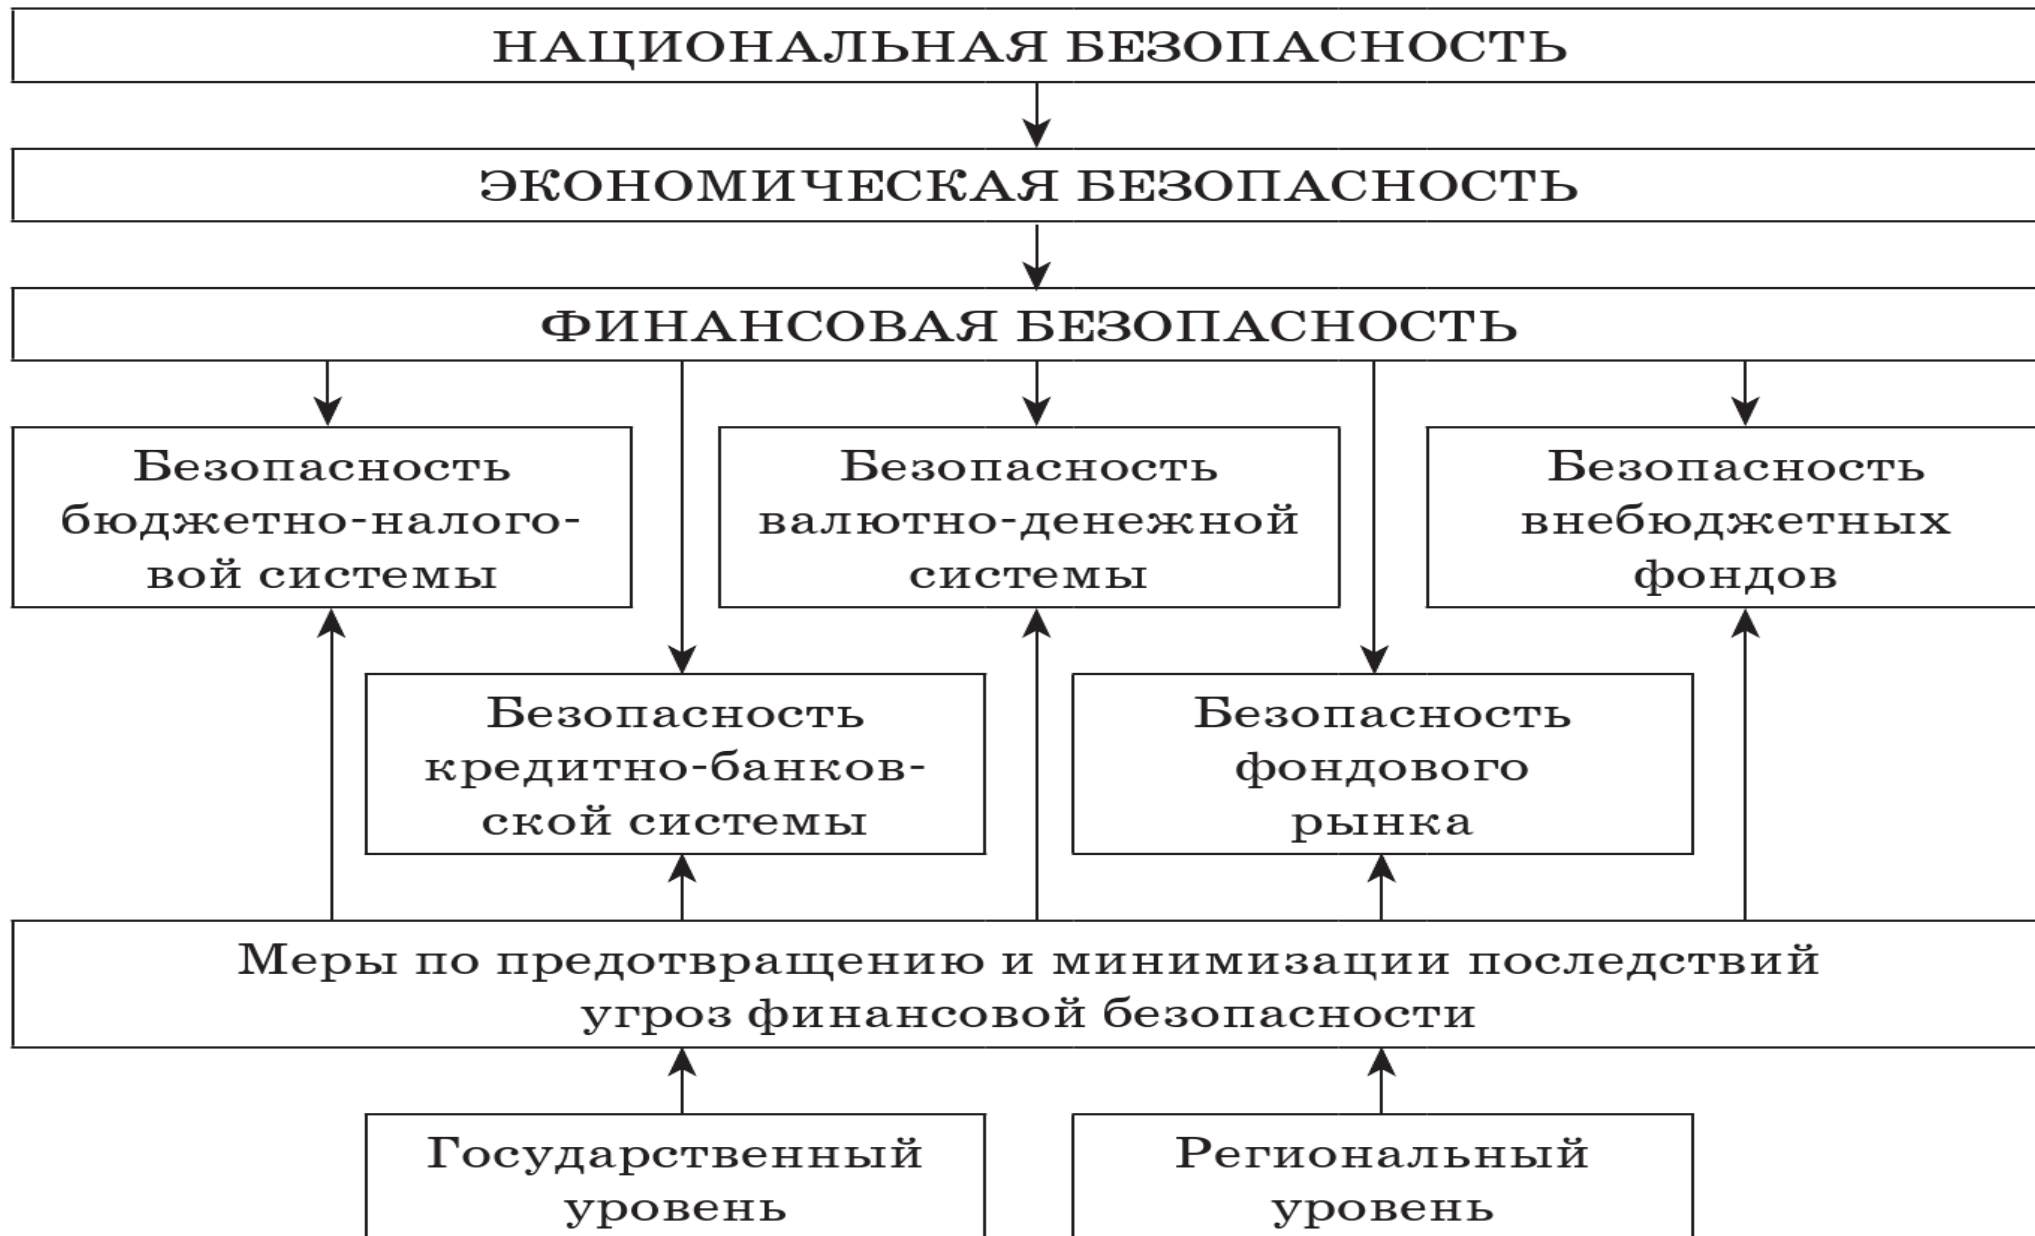 НАЦИОНАЛЬНАЯ БЕЗОПАСНОСТЬ
ЭКОНОМИЧЕСКАЯ БЕЗОПАСНОСТЬ
ФИНАНСОВАЯ БЕЗОПАСНОСТЬ
Безопасность
бюджетно-налого-
вой системы
Безопасность
валютно-денежной
системы
Безопасность
внебюджетных
фондов
Безопасность
кредитно-банков-
ской системы
Безопасность
фондового
рынка
Меры по предотвращению и минимизации последствий
угроз финансовой безопасности
Государственный
уровень
Региональный
уровень